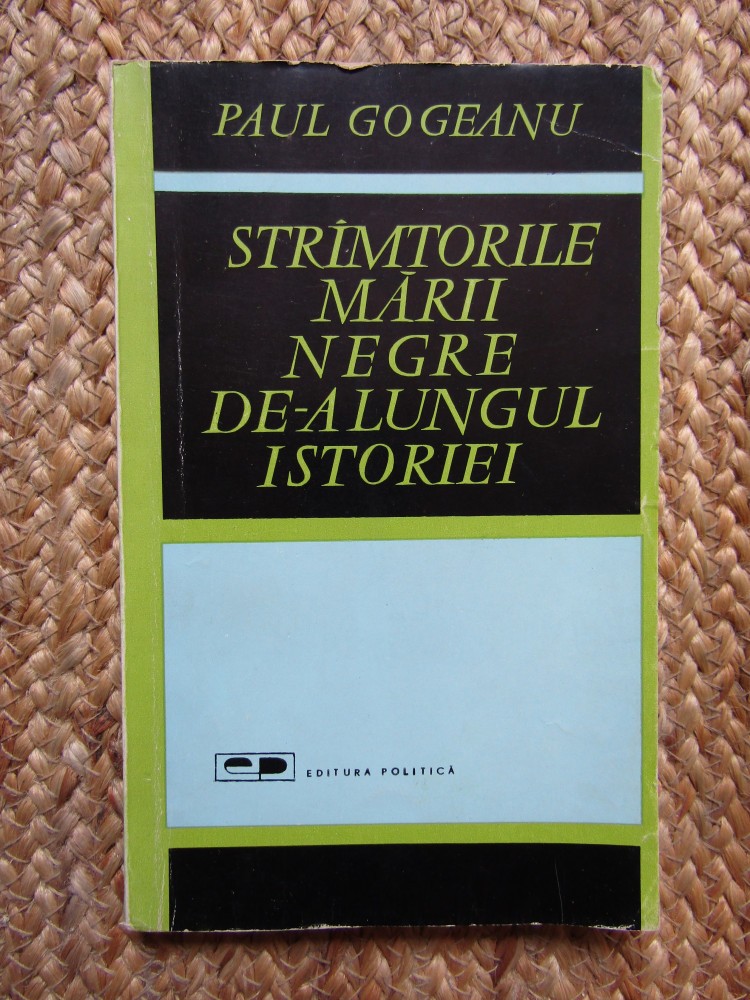 PAUL GOGEANU
STRÎMTORILE
MĂRII
NEGRE
DE-A LUNGUL
ISTORIEI
ep EDITURA POLITICĂ